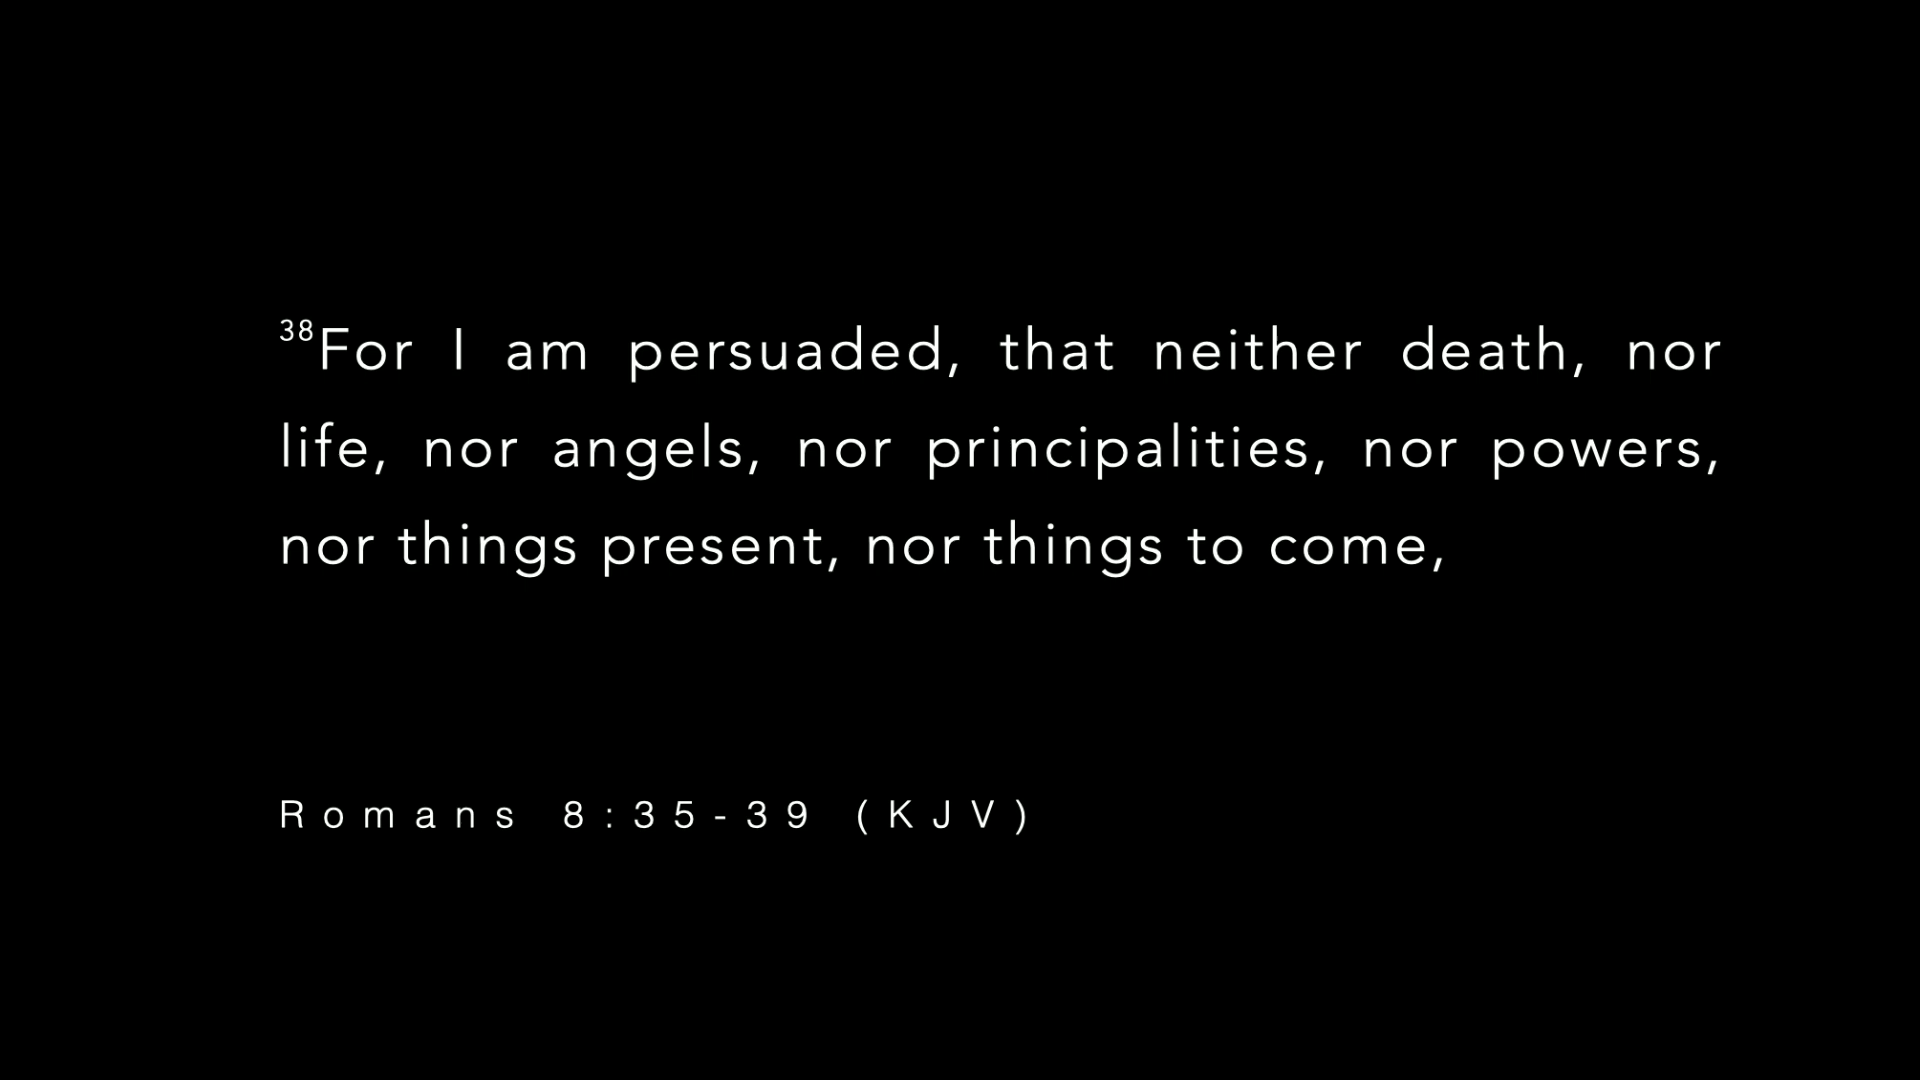 38For I am persuaded, that neither death, nor
life, nor angels, nor principalities, nor powers,
nor things present, nor things to come,
Romans 8:35-39 (KJV)